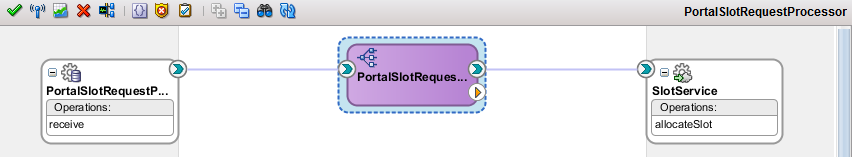 PortalSlotRequestProcessor
PortalSlotRequestP...
Operations:
receive
PortalSlotReques...
SlotService
Operations:
allocateSlot